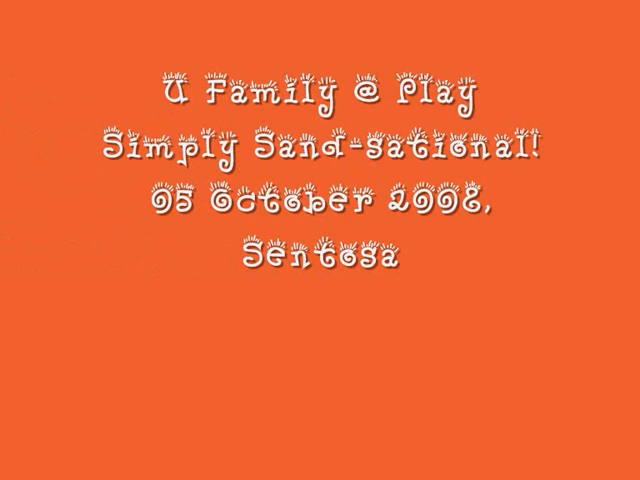 U Family @ Play
Simply Sand-sational!
05 October 2008,
Sentosa